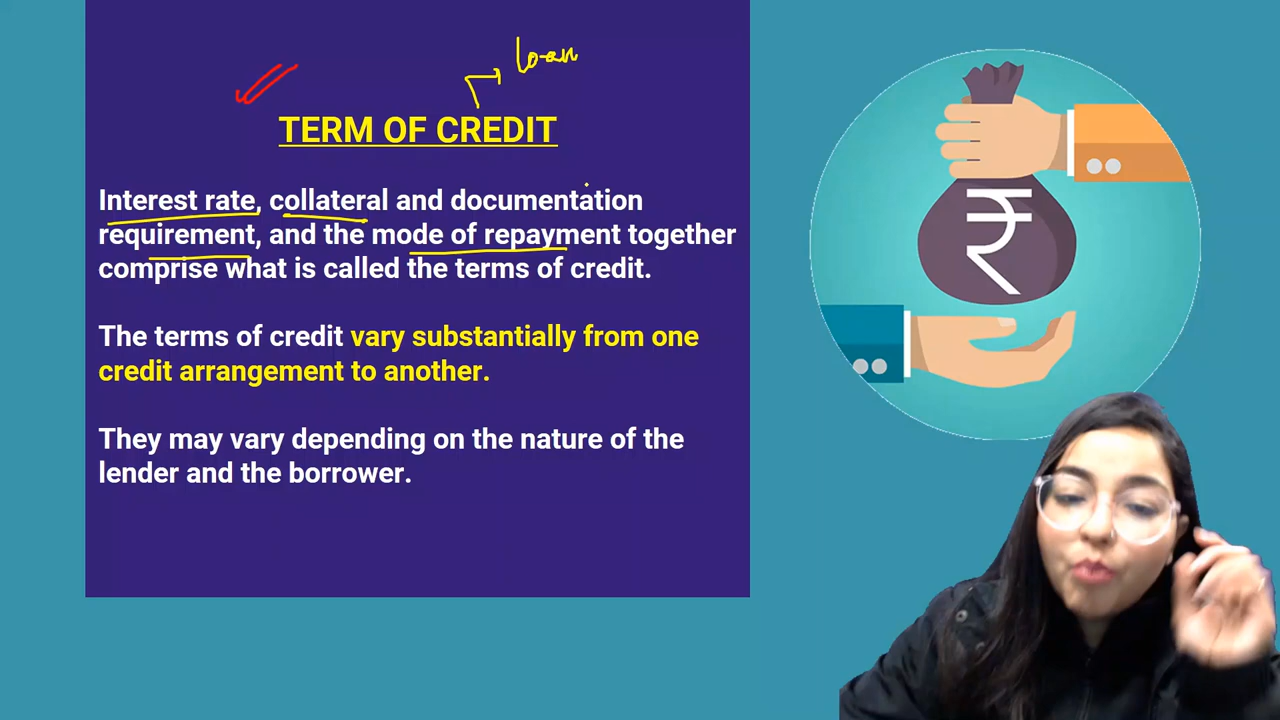 loan
TERM OF CREDIT
Interest rate, collateral and documentation
requirement, and the mode of repayment together
comprise what is called the terms of credit.
The terms of credit vary substantially from one
credit arrangement to another.
They may vary depending on the nature of the
lender and the borrower.
₹